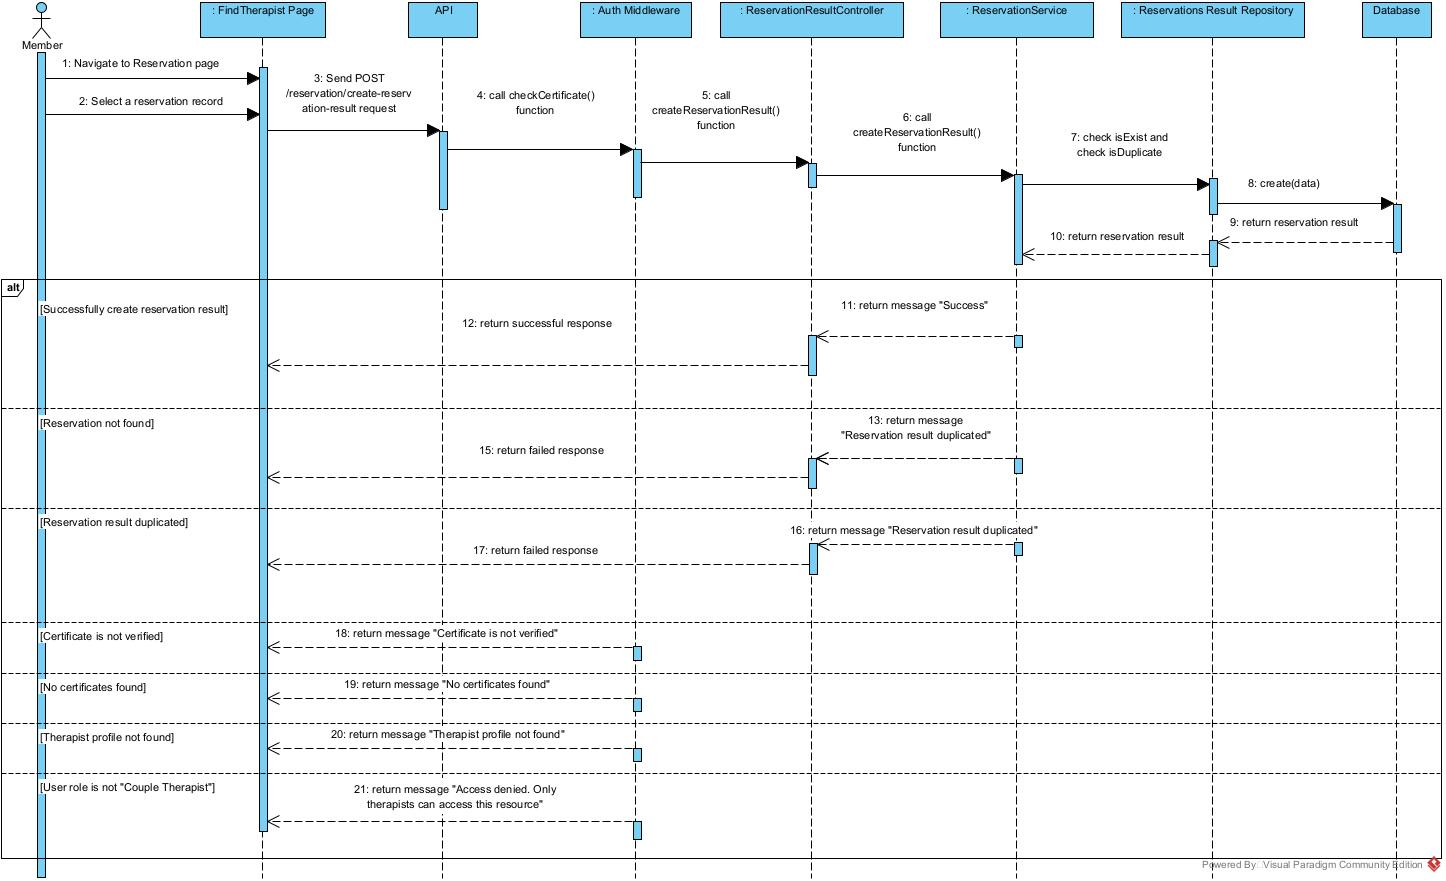 Member
: FindTherapist Page
API
: Auth Middleware
: ReservationResultController
: ReservationService
: Reservations Result Repository
Database
1: Navigate to Reservation page
2: Select a reservation record
3: Send POST
/reservation/create-reserv
ation-result request
4: call checkCertificate()
function
5: call
createReservationResult()
function
6: call
createReservationResult()
function
7: check isExist and
check isDuplicate
8: create(data)
9: return reservation result
10: return reservation result
alt
[Successfully create reservation result]
11: return message "Success"
12: return successful response
[Reservation not found]
13: return message
"Reservation result duplicated"
15: return failed response
[Reservation result duplicated]
16: return message "Reservation result duplicated"
17: return failed response
[Certificate is not verified]
18: return message "Certificate is not verified"
[No certificates found]
19: return message "No certificates found"
[Therapist profile not found]
20: return message "Therapist profile not found"
[User role is not "Couple Therapist"]
21: return message "Access denied. Only
therapists can access this resource"
Powered By: Visual Paradigm Community Edition